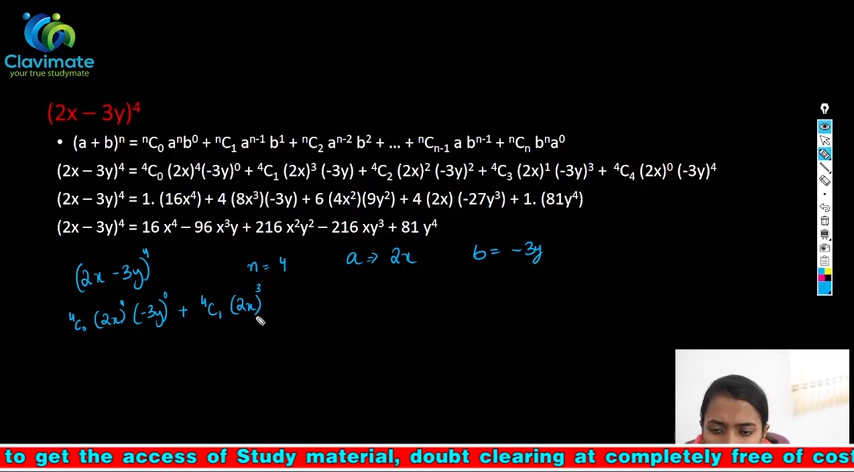 Clavimate
your true studymate
(2x – 3y)⁴
• (a + b)ⁿ = ⁿC₀ aⁿb⁰ + ⁿC₁ aⁿ⁻¹ b¹ + ⁿC₂ aⁿ⁻² b² + ... + ⁿCₙ₋₁ a bⁿ⁻¹ + ⁿCₙ bⁿa⁰
(2x – 3y)⁴ = ⁴C₀ (2x)⁴(-3y)⁰ + ⁴C₁ (2x)³ (-3y) + ⁴C₂ (2x)² (-3y)² + ⁴C₃ (2x)¹ (-3y)³ + ⁴C₄ (2x)⁰ (-3y)⁴
(2x – 3y)⁴ = 1. (16x⁴) + 4 (8x³)(-3y) + 6 (4x²)(9y²) + 4 (2x) (-27y³) + 1. (81y⁴)
(2x – 3y)⁴ = 16 x⁴ – 96 x³y + 216 x²y² – 216 xy³ + 81 y⁴
(2x -3y)⁴ n = 4 a ⇒ 2x b = -3y
⁴C₀ (2x)⁴ (-3y)⁰ + ⁴C₁ (2x)³
to get the access of Study material, doubt clearing at completely free of cost